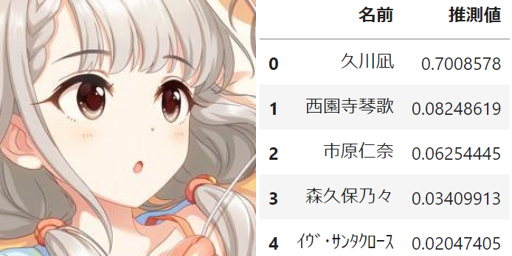 名前 推測値
0 久川凪 0.7008578
1 西園寺琴歌 0.08248619
2 市原仁奈 0.06254445
3 森久保乃々 0.03409913
4 ｲｳﾞ･ｻﾝﾀｸﾛｰｽ 0.02047405